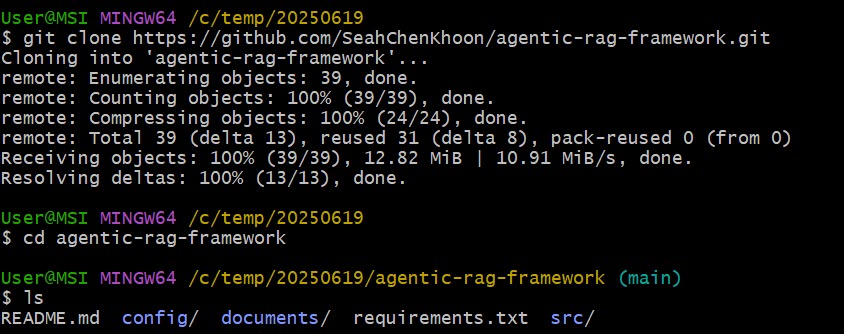 User@MSI MINGW64 /c/temp/20250619
$ git clone https://github.com/SeahChenKhoon/agentic-rag-framework.git
Cloning into 'agentic-rag-framework'...
remote: Enumerating objects: 39, done.
remote: Counting objects: 100% (39/39), done.
remote: Compressing objects: 100% (24/24), done.
remote: Total 39 (delta 13), reused 31 (delta 8), pack-reused 0 (from 0)
Receiving objects: 100% (39/39), 12.82 MiB | 10.91 MiB/s, done.
Resolving deltas: 100% (13/13), done.
User@MSI MINGW64 /c/temp/20250619
$ cd agentic-rag-framework
User@MSI MINGW64 /c/temp/20250619/agentic-rag-framework (main)
$ ls
README.md  config/  documents/  requirements.txt  src/